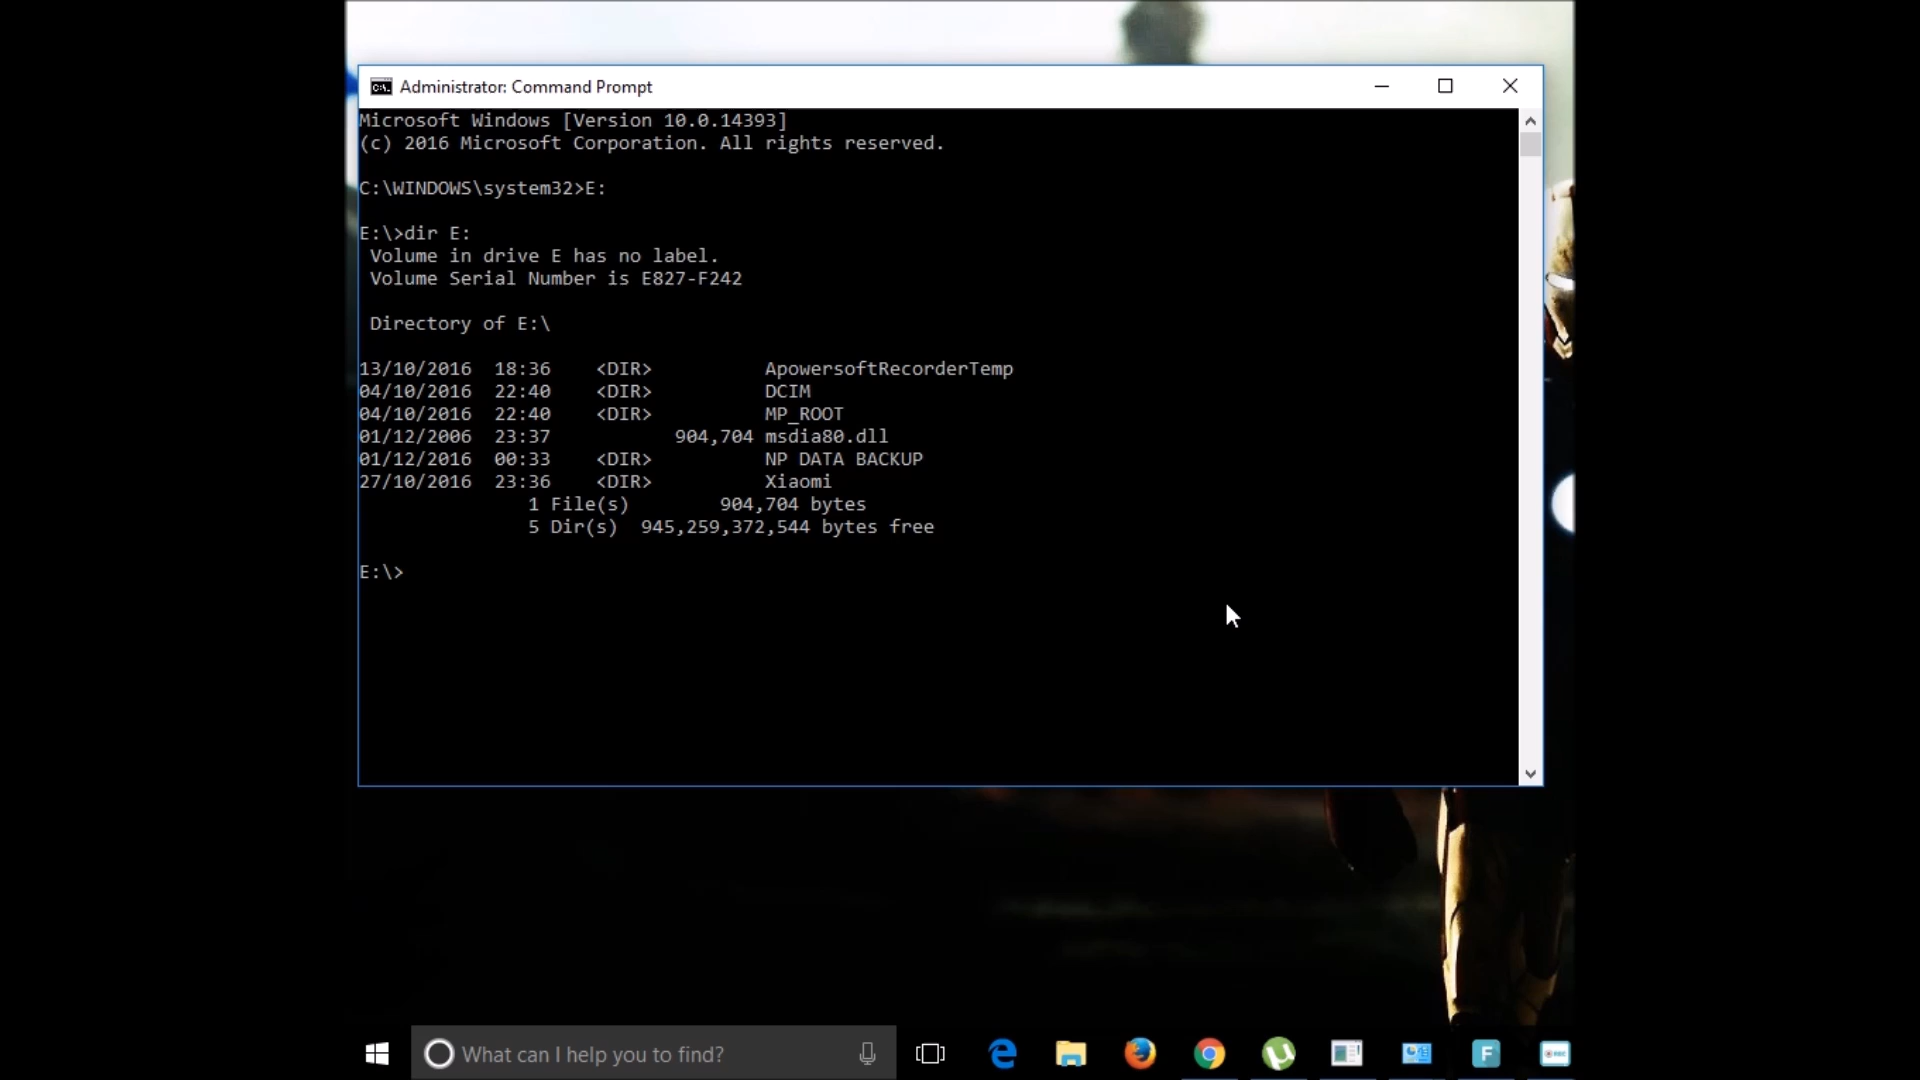 Administrator: Command Prompt
Microsoft Windows [Version 10.0.14393]
(c) 2016 Microsoft Corporation. All rights reserved.
C:\WINDOWS\system32>E:
E:\>dir E:
Volume in drive E has no label.
Volume Serial Number is E827-F242
Directory of E:\
13/10/2016  18:36    <DIR>          ApowersoftRecorderTemp
04/10/2016  22:40    <DIR>          DCIM
04/10/2016  22:40    <DIR>          MP_ROOT
01/12/2006  23:37           904,704 msdia80.dll
01/12/2016  00:33    <DIR>          NP DATA BACKUP
27/10/2016  23:36    <DIR>          Xiaomi
1 File(s)        904,704 bytes
5 Dir(s)  945,259,372,544 bytes free
E:\>
What can I help you to find?